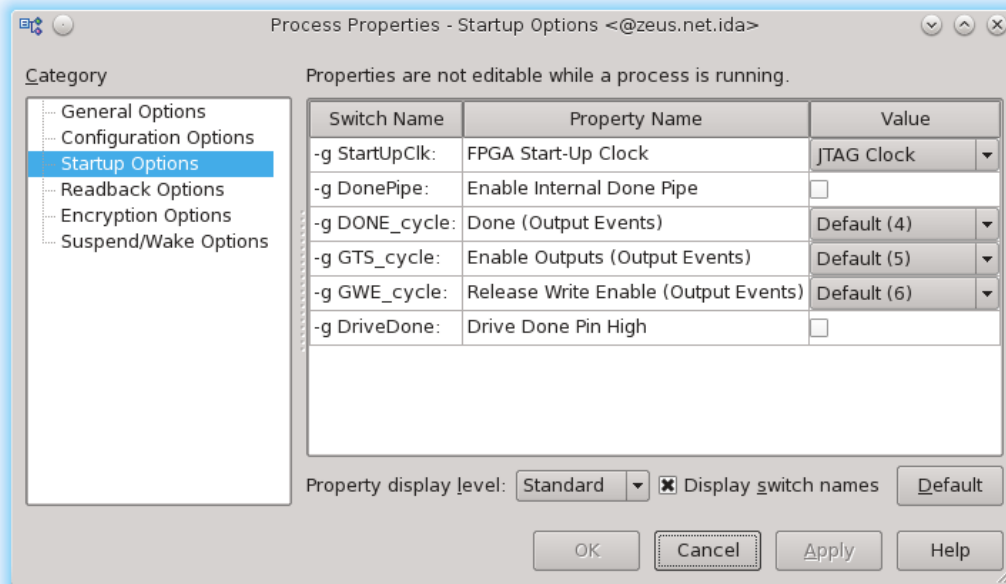 Process Properties - Startup Options <@zeus.net.ida>
Category
General Options
Configuration Options
Startup Options
Readback Options
Encryption Options
Suspend/Wake Options
Properties are not editable while a process is running.
Switch Name Property Name Value
-g StartUpClk: FPGA Start-Up Clock JTAG Clock
-g DonePipe: Enable Internal Done Pipe
-g DONE_cycle: Done (Output Events) Default (4)
-g GTS_cycle: Enable Outputs (Output Events) Default (5)
-g GWE_cycle: Release Write Enable (Output Events) Default (6)
-g DriveDone: Drive Done Pin High
Property display level: Standard Display switch names Default
OK Cancel Apply Help